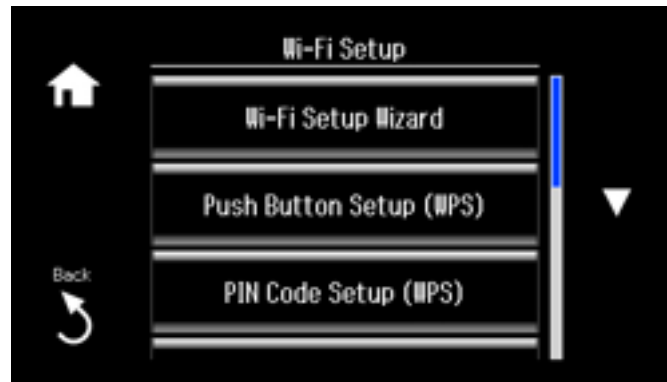 Wi-Fi Setup
Wi-Fi Setup Wizard
Push Button Setup (WPS)
Back
PIN Code Setup (WPS)